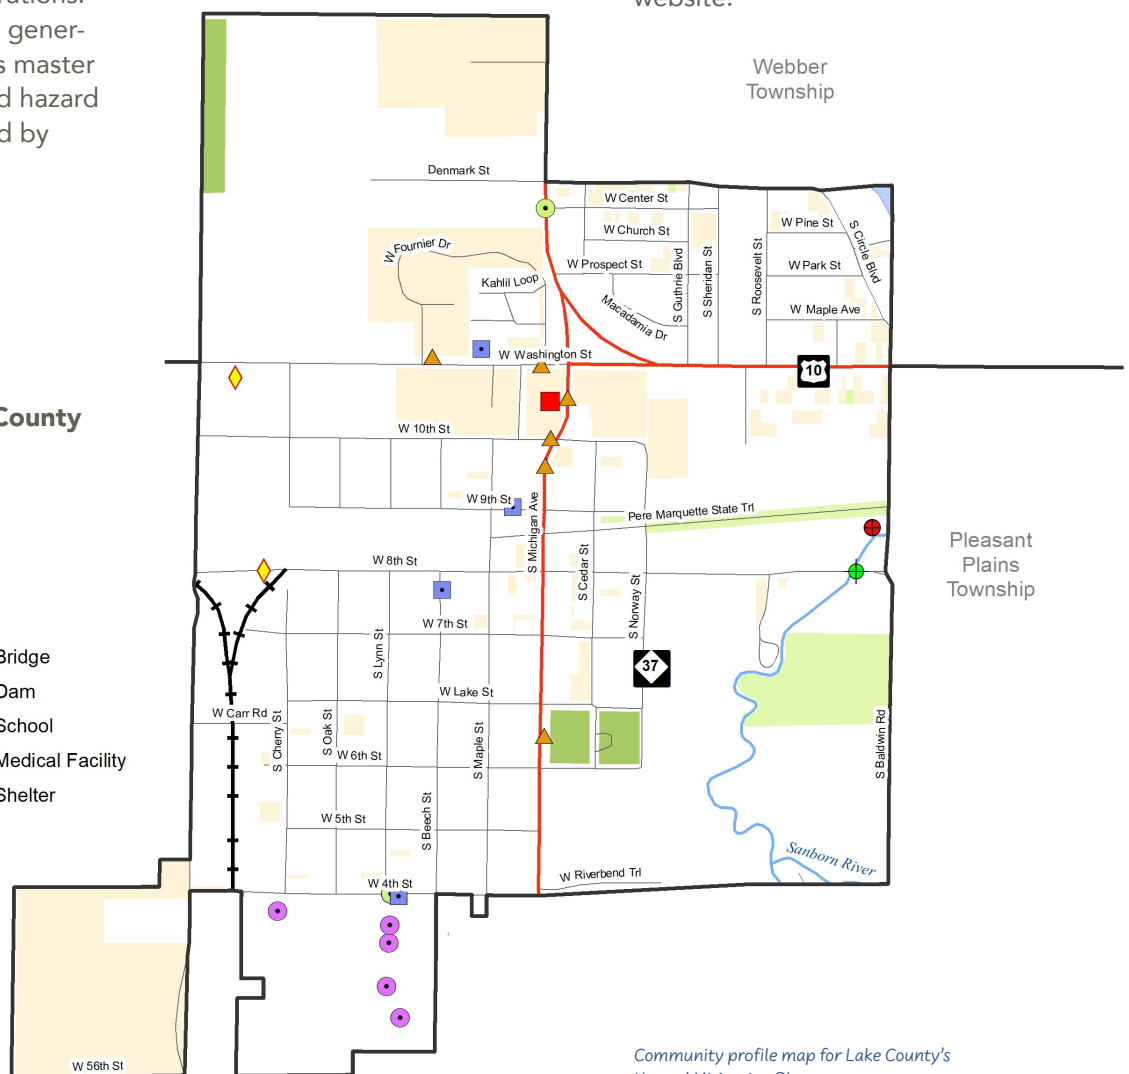 gener-
s master
d hazard
d by
website.
Webber
Township
Denmark St
W Center St
W Pine St
W Church St
S Circle Blvd
W Fournier Dr
W Prospect St
W Park St
S Guthrie Blvd
S Sheridan St
S Roosevelt St
Kahlil Loop
Macadamia Dr
W Maple Ave
W Washington St
10
County
W 10th St
W 9th St
S Michigan Ave
Pere Marquette State Trl
Pleasant
Plains
Township
W 8th St
S Cedar St
S Norway St
W 7th St
S Lynn St
Bridge
37
Dam
W Lake St
School
W Carr Rd
S Cherry St
S Oak St
S Maple St
S Baldwin Rd
W 6th St
Medical Facility
Shelter
W 5th St
S Beech St
Sanborn River
W 4th St
W Riverbend Trl
W 56th St
Community profile map for Lake County's